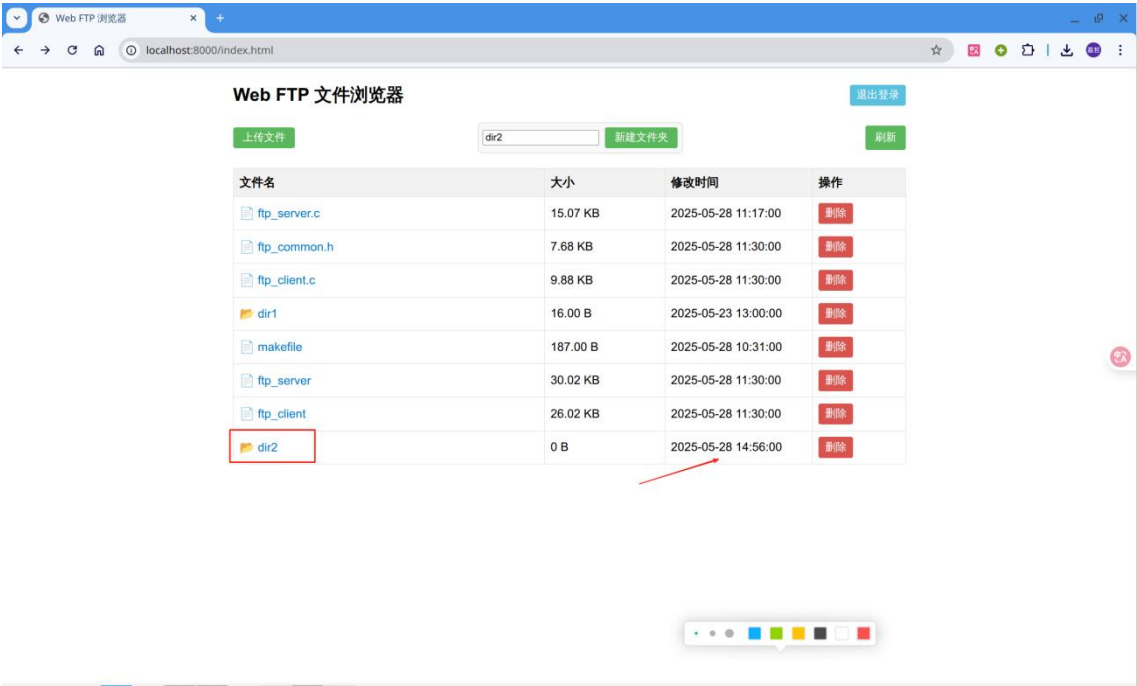 Web FTP 浏览器
localhost:8000/index.html
Web FTP 文件浏览器 退出登录
上传文件 dir2 新建文件夹 刷新
文件名 大小 修改时间 操作
ftp_server.c 15.07 KB 2025-05-28 11:17:00 删除
ftp_common.h 7.68 KB 2025-05-28 11:30:00 删除
ftp_client.c 9.88 KB 2025-05-28 11:30:00 删除
dir1 16.00 B 2025-05-23 13:00:00 删除
makefile 187.00 B 2025-05-28 10:31:00 删除
ftp_server 30.02 KB 2025-05-28 11:30:00 删除
ftp_client 26.02 KB 2025-05-28 11:30:00 删除
dir2 0 B 2025-05-28 14:56:00 删除